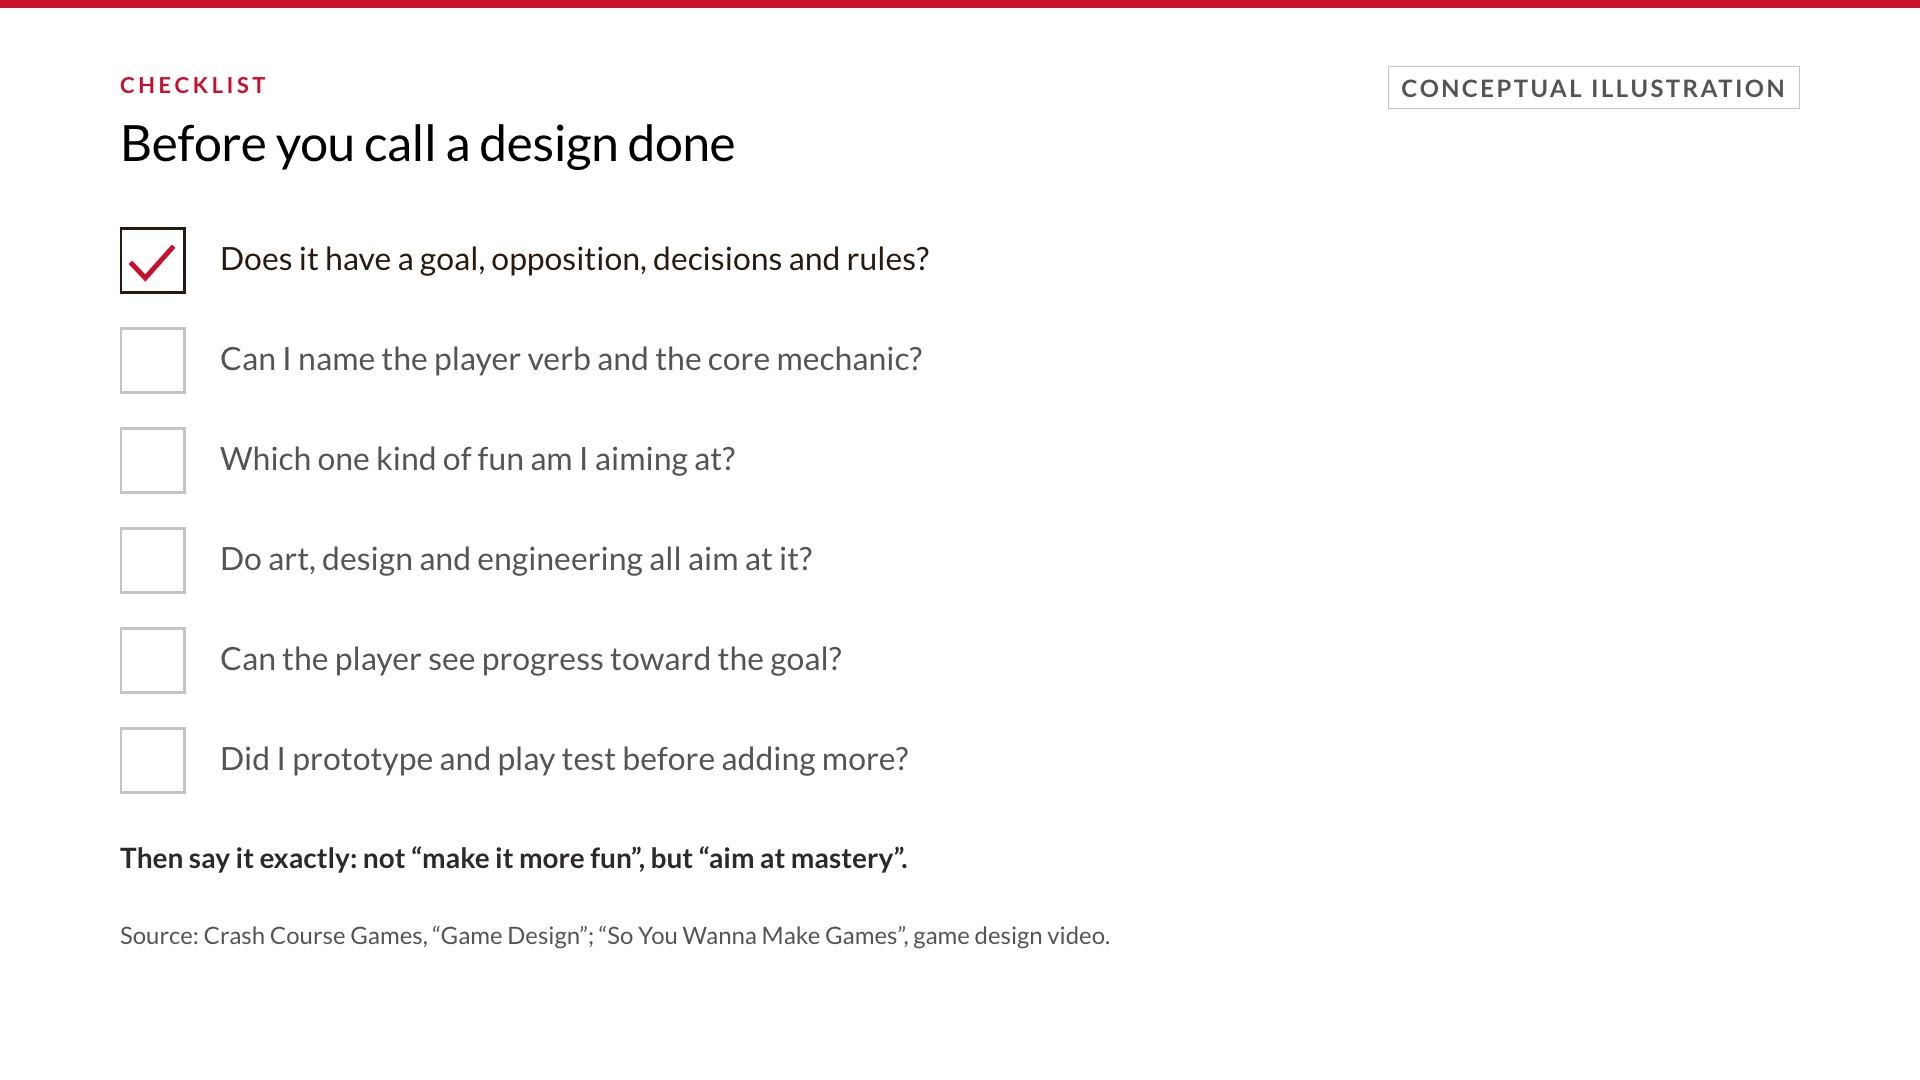 CHECKLIST
CONCEPTUAL ILLUSTRATION
Before you call a design done
Does it have a goal, opposition, decisions and rules?
Can I name the player verb and the core mechanic?
Which one kind of fun am I aiming at?
Do art, design and engineering all aim at it?
Can the player see progress toward the goal?
Did I prototype and play test before adding more?
Then say it exactly: not “make it more fun”, but “aim at mastery”.
Source: Crash Course Games, “Game Design”; “So You Wanna Make Games”, game design video.